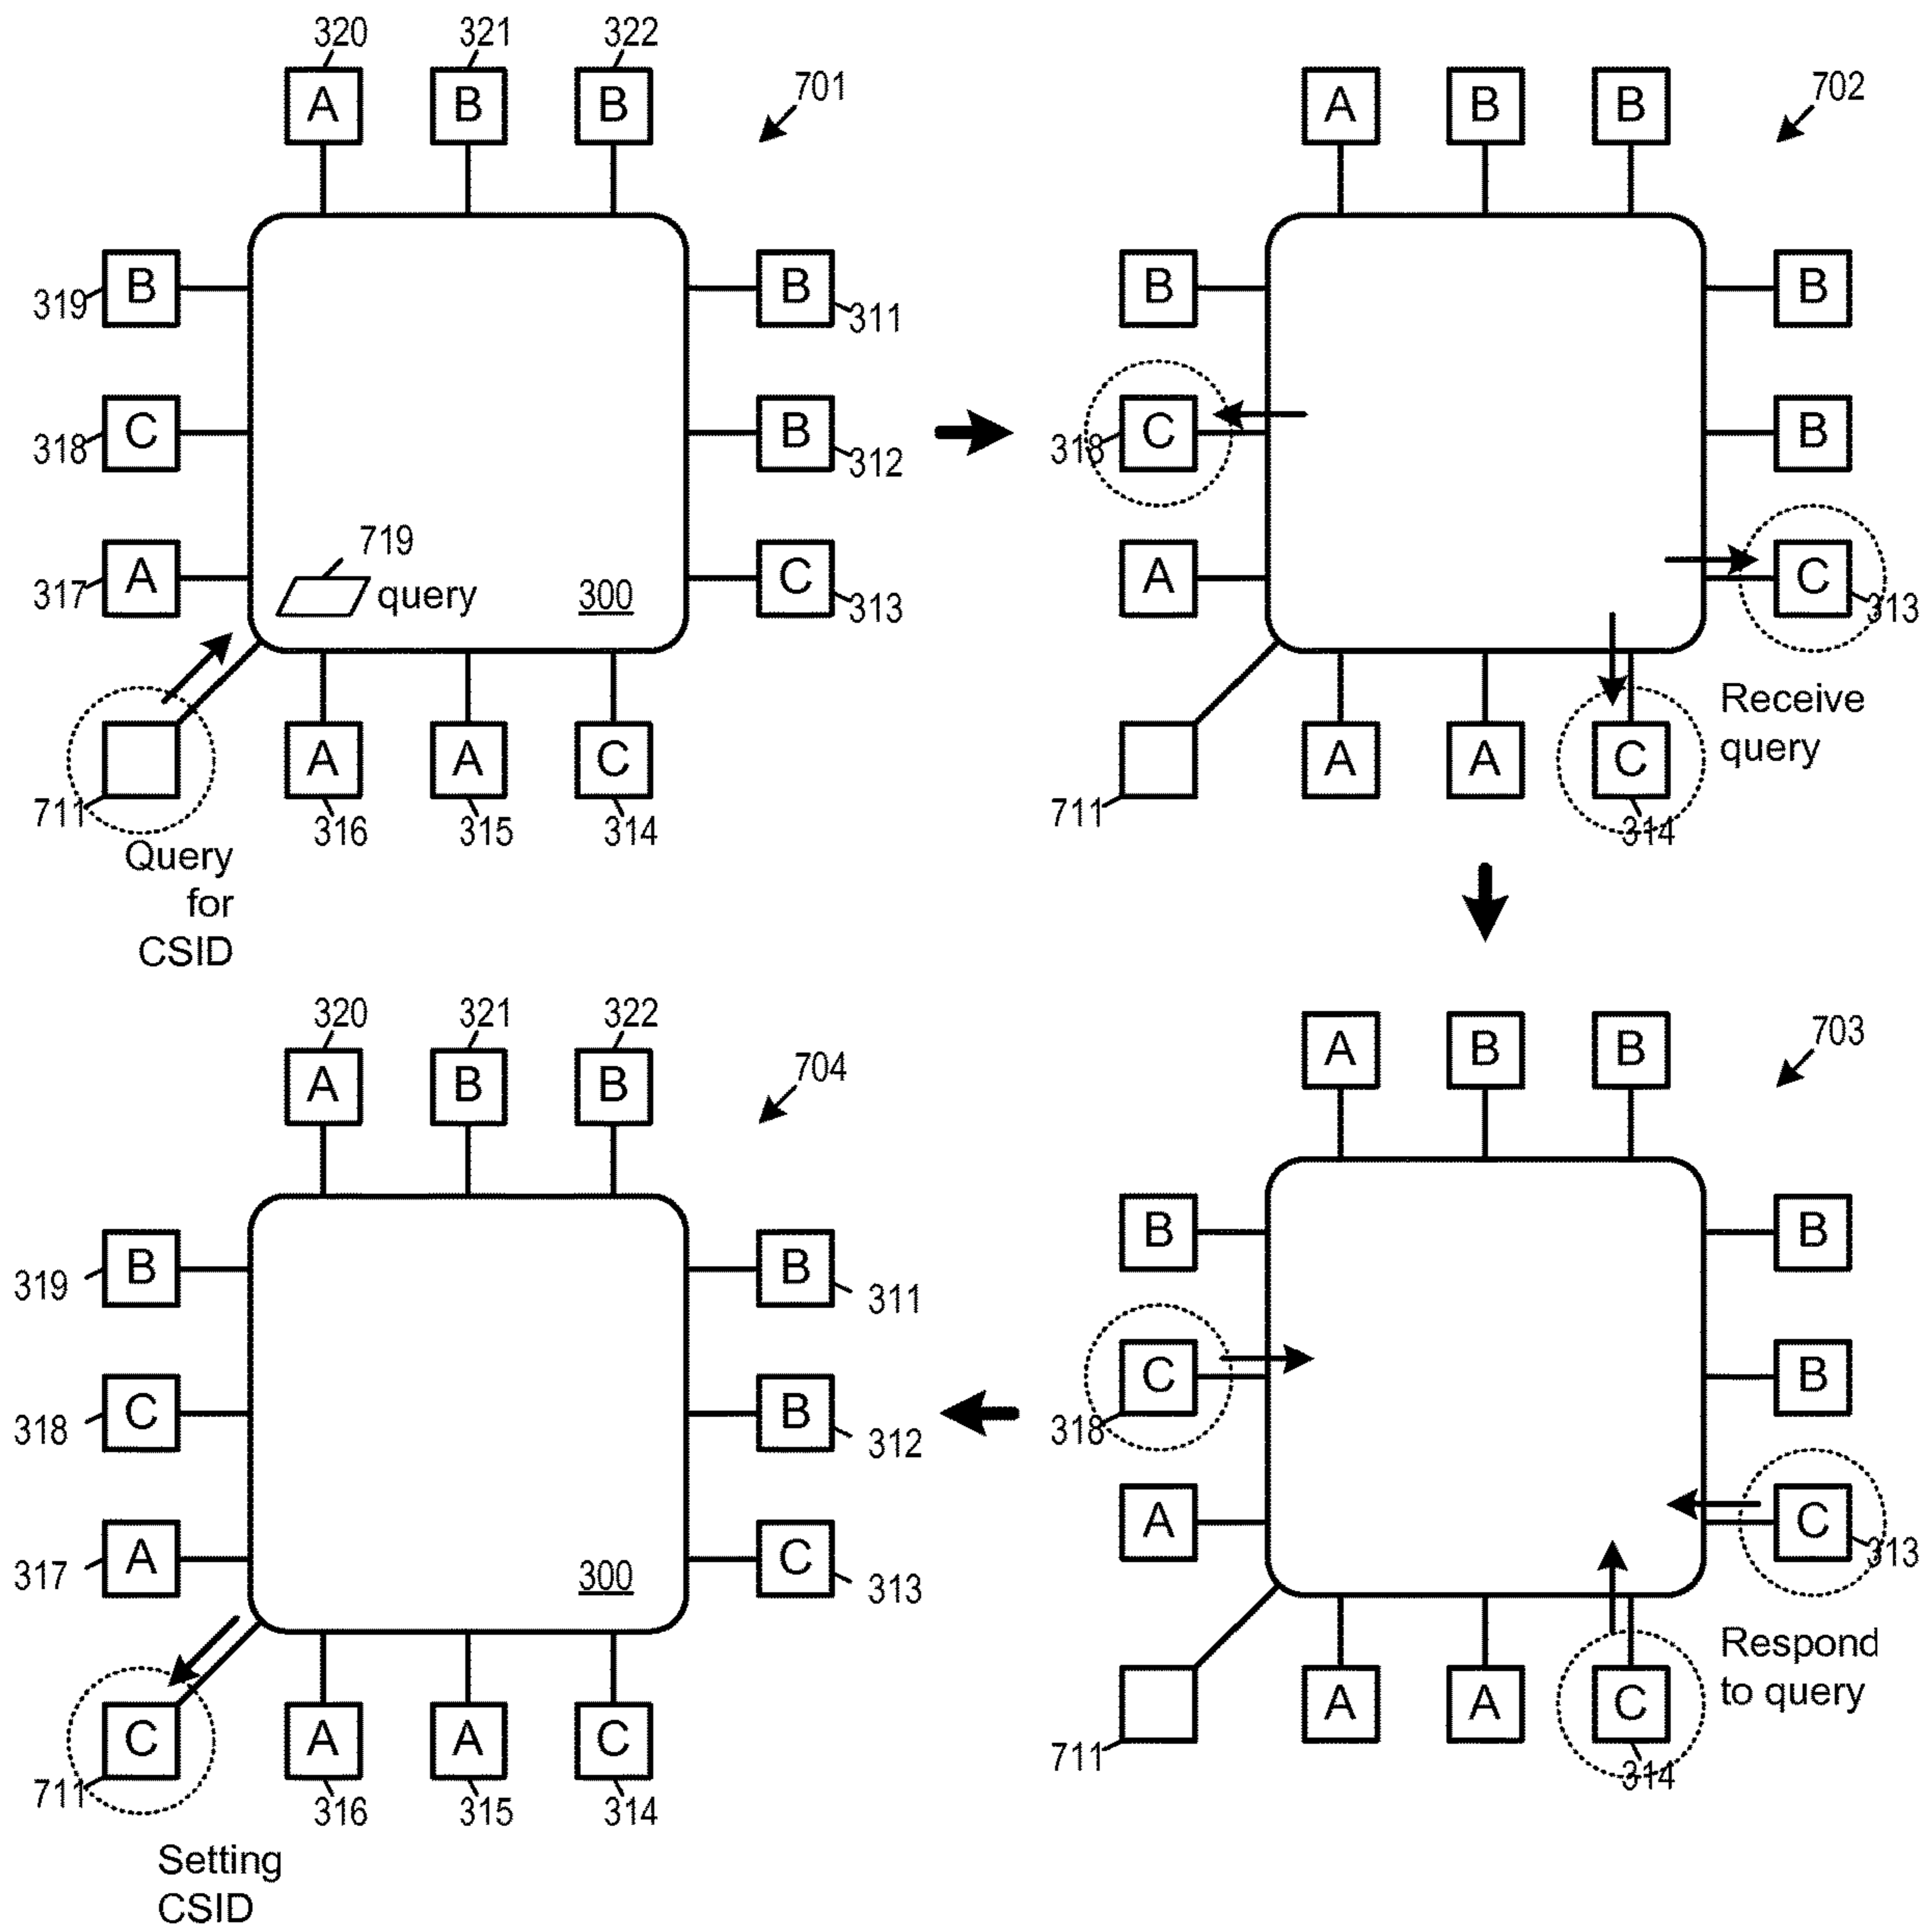 320 321 322
A B B
701
B B
319 311
C B
318 312
719
query
A C
317 300 313
A A C
711 316 315 314
Query
for
CSID
A B B
702
B B
C B
318
A C
313
A A C
711 314
Receive
query
A B B
703
B B
C B
318
A C
313
A A C
711 314
Respond
to query
320 321 322
A B B
704
B B
319 311
C B
318 312
A C
317 300 313
C A A C
711 316 315 314
Setting
CSID